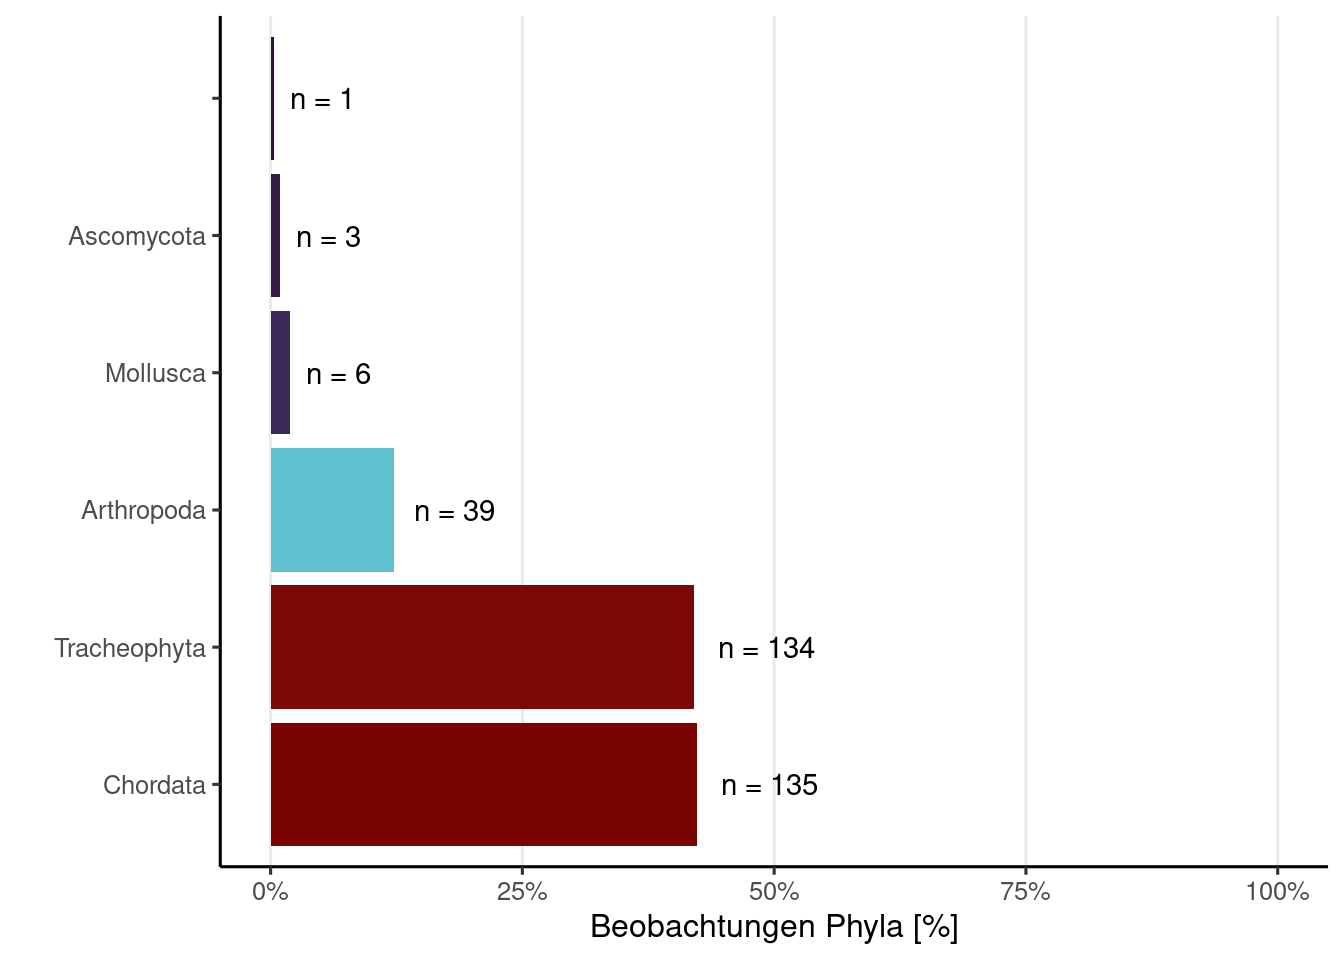 n = 1
Ascomycota
n = 3
Mollusca
n = 6
Arthropoda
n = 39
Tracheophyta
n = 134
Chordata
n = 135
0%
25%
50%
75%
100%
Beobachtungen Phyla [%]